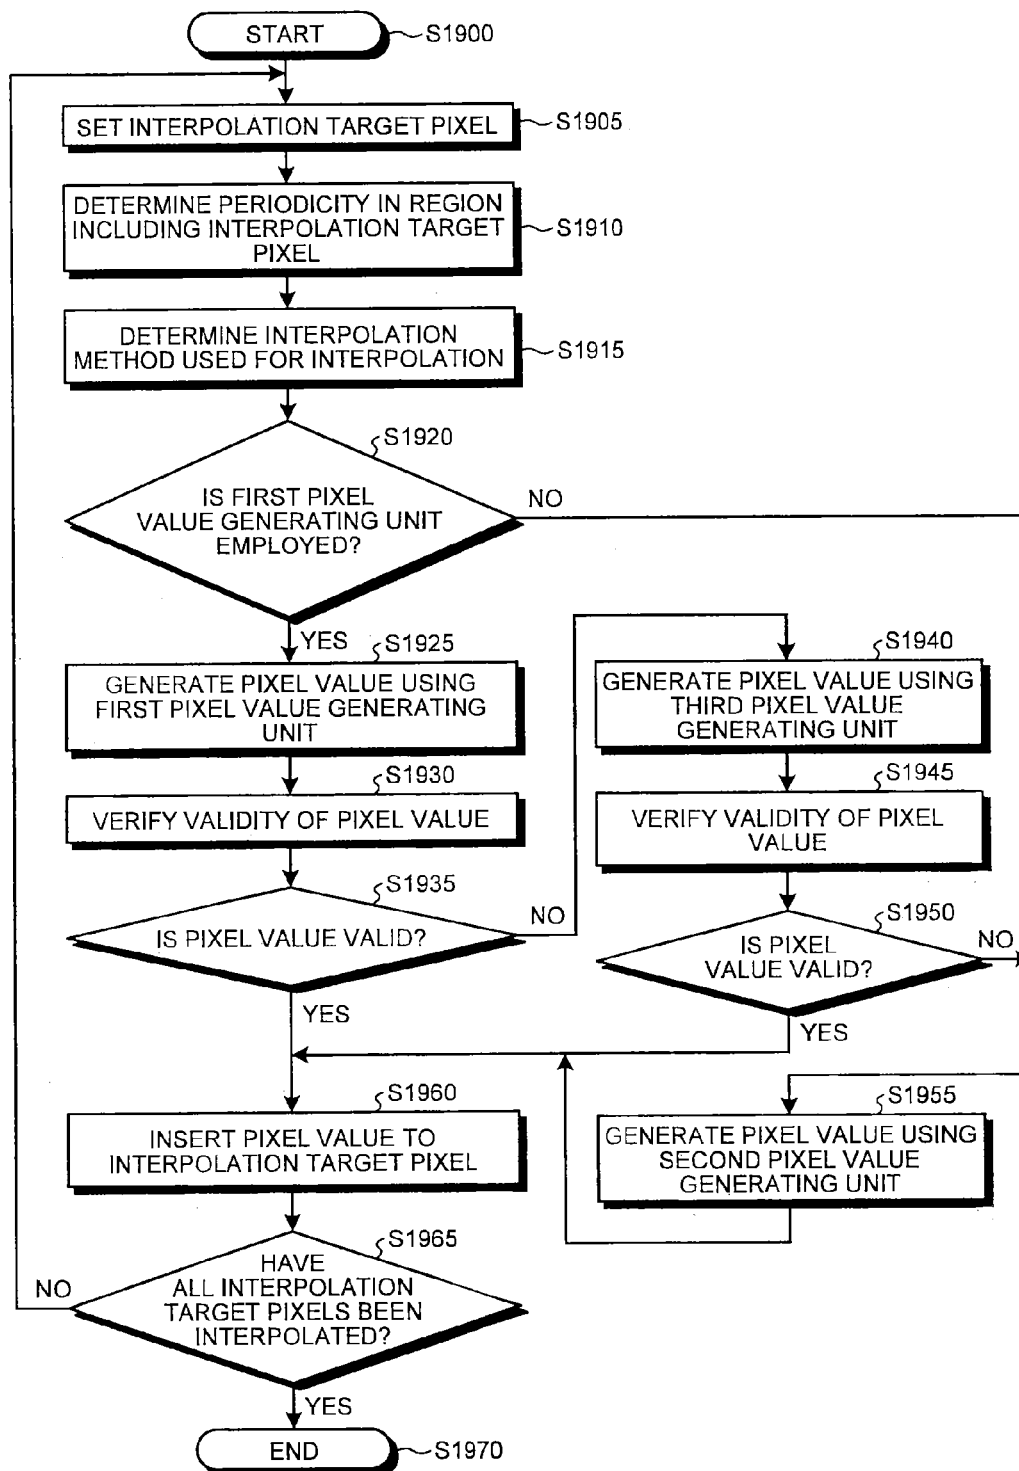 START
S1900
SET INTERPOLATION TARGET PIXEL
S1905
DETERMINE PERIODICITY IN REGION
INCLUDING INTERPOLATION TARGET
PIXEL
S1910
DETERMINE INTERPOLATION
METHOD USED FOR INTERPOLATION
S1915
S1920
IS FIRST PIXEL
VALUE GENERATING UNIT
EMPLOYED?
NO
YES
S1925
GENERATE PIXEL VALUE USING
FIRST PIXEL VALUE GENERATING
UNIT
S1930
VERIFY VALIDITY OF PIXEL VALUE
S1935
IS PIXEL VALUE VALID?
NO
YES
S1940
GENERATE PIXEL VALUE USING
THIRD PIXEL VALUE
GENERATING UNIT
S1945
VERIFY VALIDITY OF PIXEL
VALUE
S1950
IS PIXEL
VALUE VALID?
NO
YES
S1955
GENERATE PIXEL VALUE USING
SECOND PIXEL VALUE
GENERATING UNIT
S1960
INSERT PIXEL VALUE TO
INTERPOLATION TARGET PIXEL
S1965
HAVE
ALL INTERPOLATION
TARGET PIXELS BEEN
INTERPOLATED?
NO
YES
END
S1970